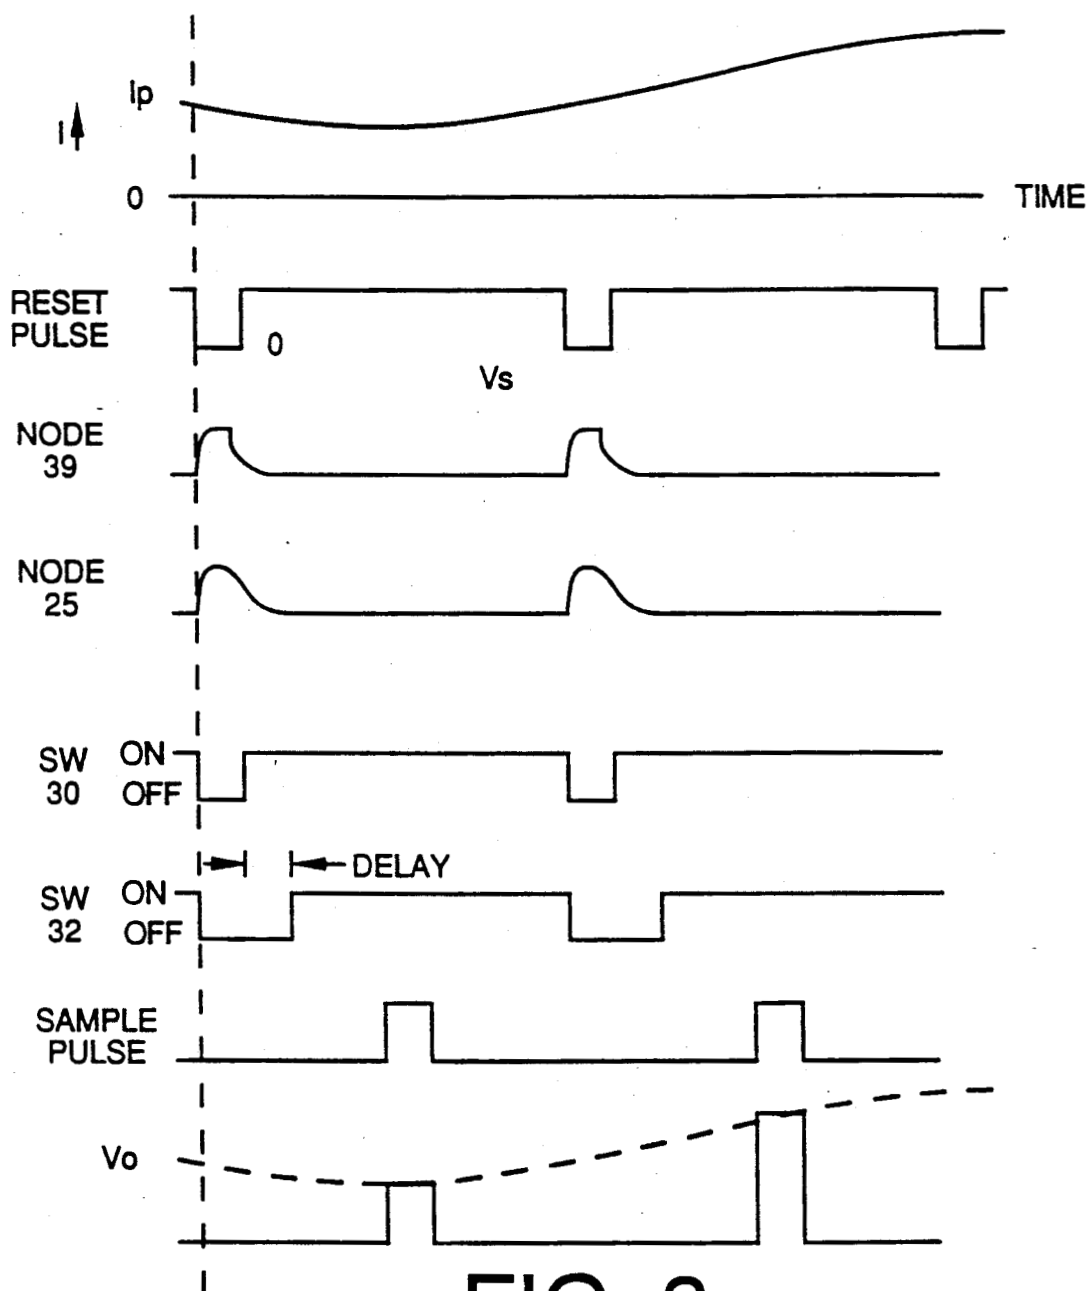 Ip
I
0
TIME
RESET
PULSE
0
Vs
NODE
39
NODE
25
SW
30
ON
OFF
DELAY
SW
32
ON
OFF
SAMPLE
PULSE
Vo
FIG.